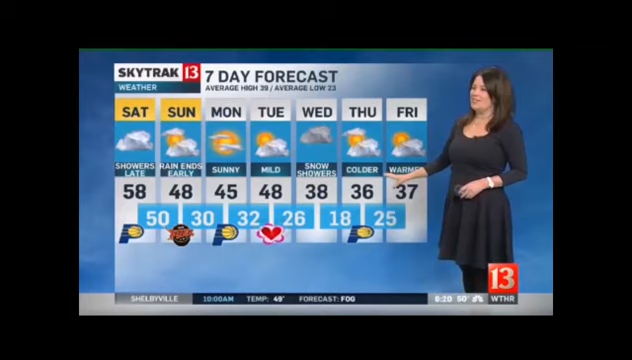 SKYTRAK 13
WEATHER
7 DAY FORECAST
AVERAGE HIGH 39 / AVERAGE LOW 23
SAT SUN MON TUE WED THU FRI
SHOWERS LATE
RAIN ENDS EARLY
SUNNY
MILD
SNOW SHOWERS
COLDER
WARMER
58 48 45 48 38 36 37
50 30 32 26 18 25
SHELBYVILLE 10:00AM TEMP: 49° FORECAST: FOG 8:20 50°
13
WTHR